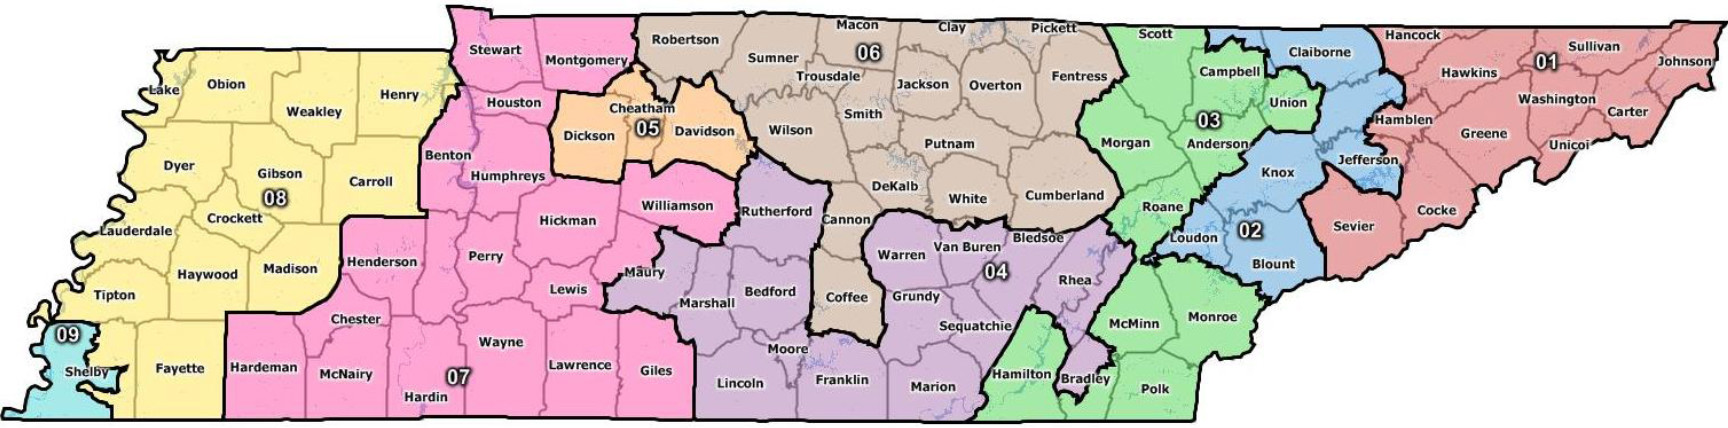 Stewart
Montgomery
Robertson
Sumner
Macon
06
Clay
Pickett
Scott
Claiborne
Hancock
Sullivan
01
Johnson
Lake
Obion
Weakley
Henry
Houston
Cheatham
05
Dickson
Davidson
Trousdale
Jackson
Overton
Fentress
Campbell
Union
Hawkins
Washington
Carter
Smith
Wilson
Putnam
Morgan
03
Anderson
Hamblen
Greene
Unicoi
Dyer
Gibson
08
Carroll
Benton
Humphreys
DeKalb
White
Cumberland
Knox
Jefferson
Crockett
Lauderdale
Hickman
Williamson
Rutherford
Cannon
Roane
Loudon
02
Blount
Sevier
Cocke
Tipton
Haywood
Madison
Henderson
Perry
Lewis
Maury
Marshall
Bedford
Coffee
Warren
Van Buren
Bledsoe
04
Rhea
Grundy
Sequatchie
McMinn
Monroe
09
Shelby
Fayette
Hardeman
Chester
McNairy
07
Hardin
Wayne
Lawrence
Giles
Moore
Lincoln
Franklin
Marion
Hamilton
Bradley
Polk